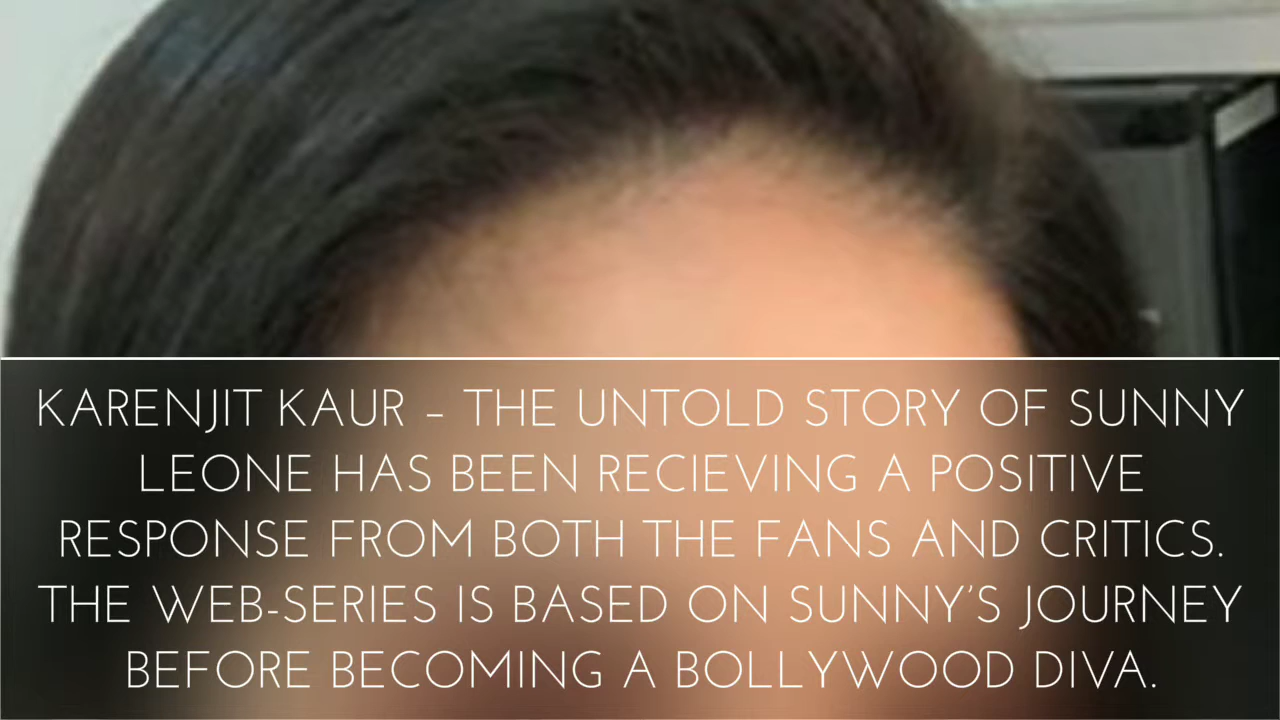 KARENJIT KAUR – THE UNTOLD STORY OF SUNNY
LEONE HAS BEEN RECIEVING A POSITIVE
RESPONSE FROM BOTH THE FANS AND CRITICS.
THE WEB-SERIES IS BASED ON SUNNY'S JOURNEY
BEFORE BECOMING A BOLLYWOOD DIVA.